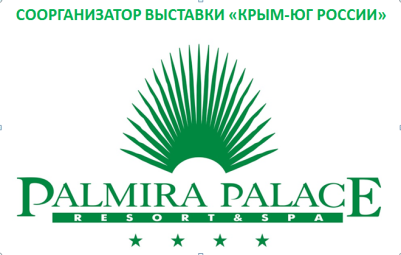 СООРГАНИЗАТОР ВЫСТАВКИ «КРЫМ-ЮГ РОССИИ»
PALMIRA PALACE
RESORT & SPA